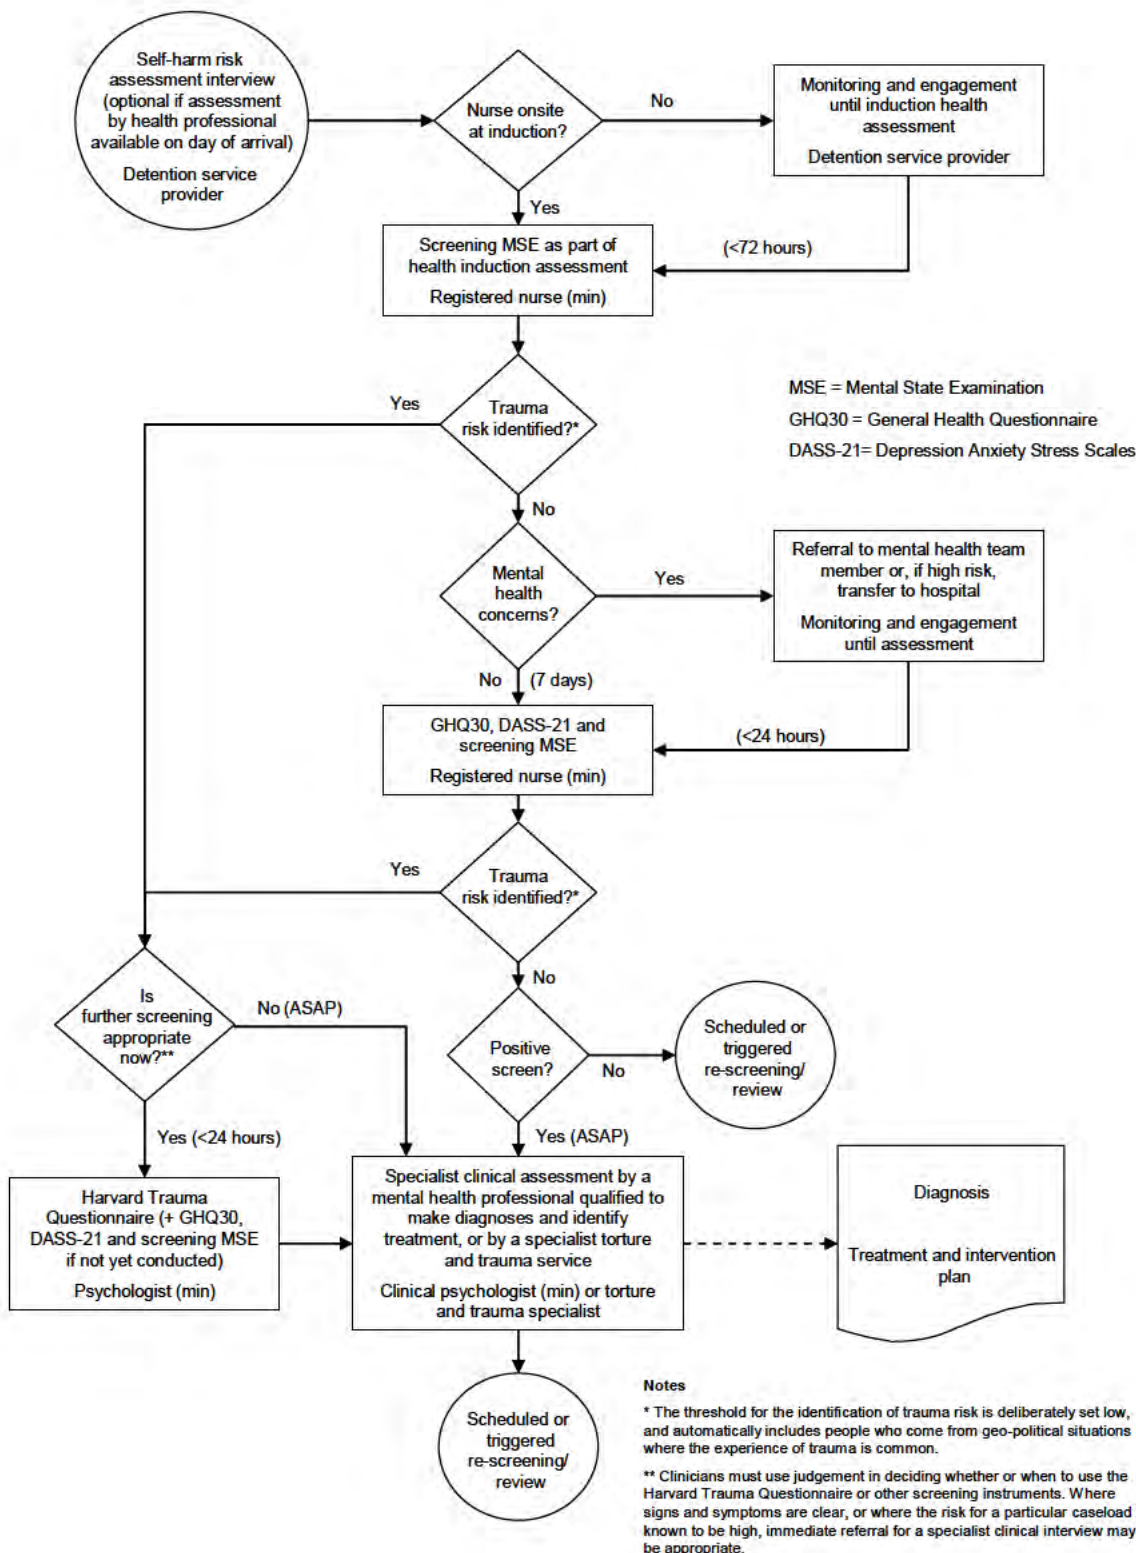 Self-harm risk
assessment interview
(optional if assessment
by health professional
available on day of arrival)
Detention service
provider
Nurse onsite
at induction?
No
Monitoring and engagement
until induction health
assessment
Detention service provider
Yes
(<72 hours)
Screening MSE as part of
health induction assessment
Registered nurse (min)
Yes
Trauma
risk identified?*
MSE = Mental State Examination
GHQ30 = General Health Questionnaire
DASS-21= Depression Anxiety Stress Scales
No
Mental
health
concerns?
Yes
Referral to mental health team
member or, if high risk,
transfer to hospital
Monitoring and engagement
until assessment
No (7 days)
(<24 hours)
GHQ30, DASS-21 and
screening MSE
Registered nurse (min)
Yes
Trauma
risk identified?*
No
Is
further screening
appropriate
now?**
No (ASAP)
Positive
screen?
No
Scheduled or
triggered
re-screening/
review
Yes (<24 hours)
Yes (ASAP)
Harvard Trauma
Questionnaire (+ GHQ30,
DASS-21 and screening MSE
if not yet conducted)
Psychologist (min)
Specialist clinical assessment by a
mental health professional qualified to
make diagnoses and identify
treatment, or by a specialist torture
and trauma service
Clinical psychologist (min) or torture
and trauma specialist
Diagnosis
Treatment and intervention
plan
Scheduled or
triggered
re-screening/
review
Notes
* The threshold for the identification of trauma risk is deliberately set low,
and automatically includes people who come from geo-political situations
where the experience of trauma is common.
** Clinicians must use judgement in deciding whether or when to use the
Harvard Trauma Questionnaire or other screening instruments. Where
signs and symptoms are clear, or where the risk for a particular caseload
known to be high, immediate referral for a specialist clinical interview may
be appropriate.